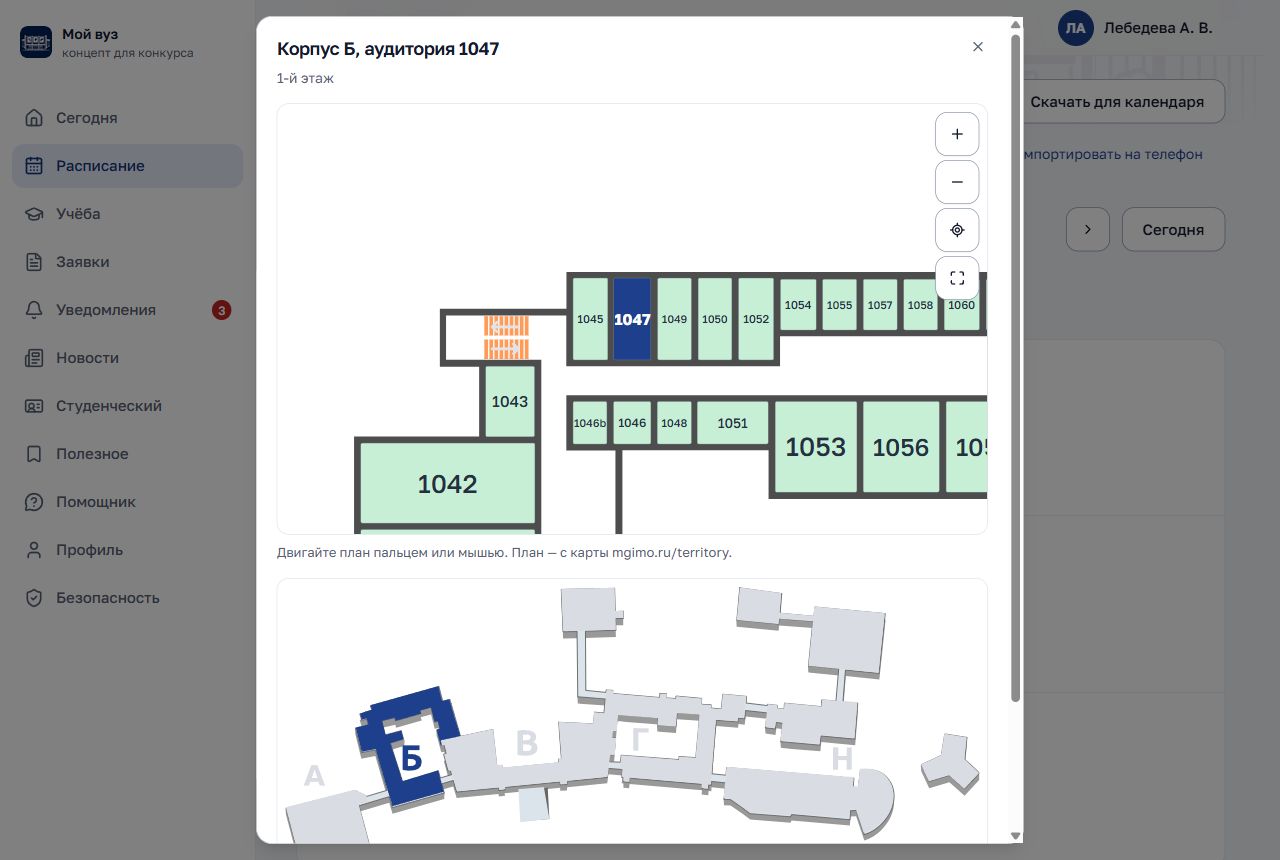 Мой вуз
концепт для конкурса
Сегодня
Расписание
Учёба
Заявки
Уведомления
3
Новости
Студенческий
Полезное
Помощник
Профиль
Безопасность
ЛА
Лебедева А. В.
Скачать для календаря
мпортировать на телефон
Сегодня
Корпус Б, аудитория 1047
1-й этаж
1045
1047
1049
1050
1052
1054
1055
1057
1058
1060
1043
1046b
1046
1048
1051
1053
1056
105
1042
Двигайте план пальцем или мышью. План — с карты mgimo.ru/territory.
А
Б
В
Г
Н